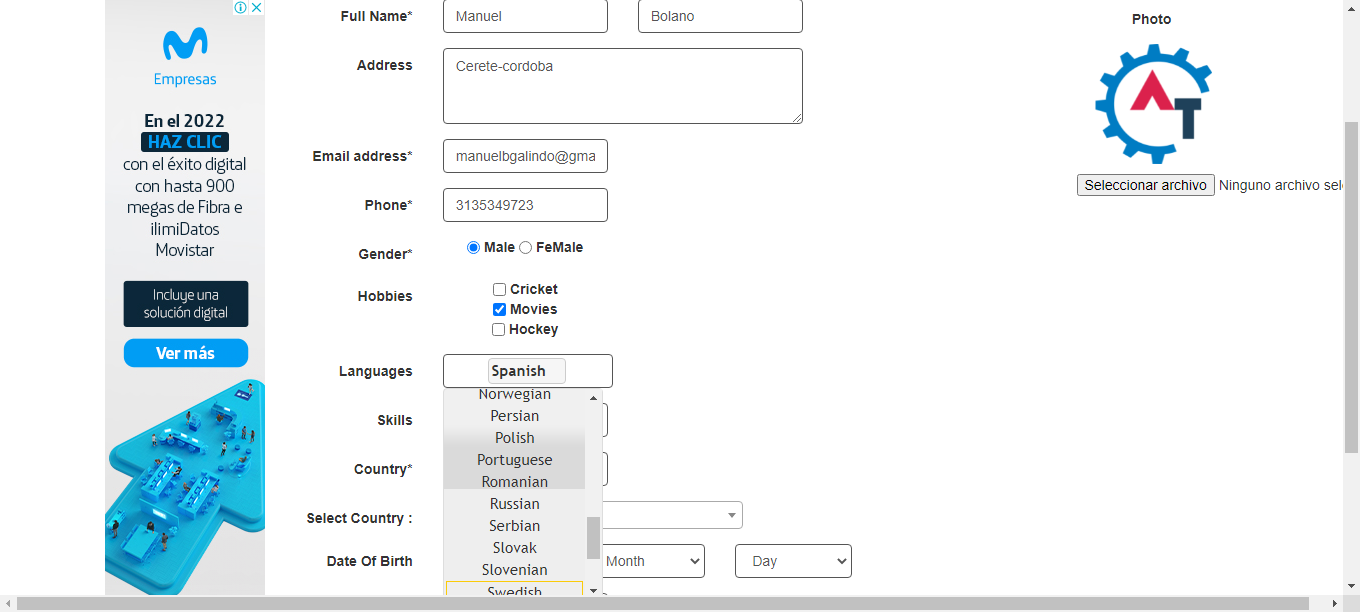 Empresas
En el 2022
HAZ CLIC
con el éxito digital
con hasta 900
megas de Fibra e
ilimiDatos
Movistar
Incluye una
solución digital
Ver más
Full Name* Manuel Bolano
Address Cerete-cordoba
Email address* manuelbgalindo@gma
Phone* 3135349723
Gender* Male FeMale
Hobbies Cricket
Movies
Hockey
Languages Spanish
Norwegian
Persian
Skills
Polish
Portuguese
Country*
Romanian
Russian
Select Country :
Serbian
Slovak
Date Of Birth Month Day
Slovenian
Swedish
Photo
AT
Seleccionar archivo Ninguno archivo sel